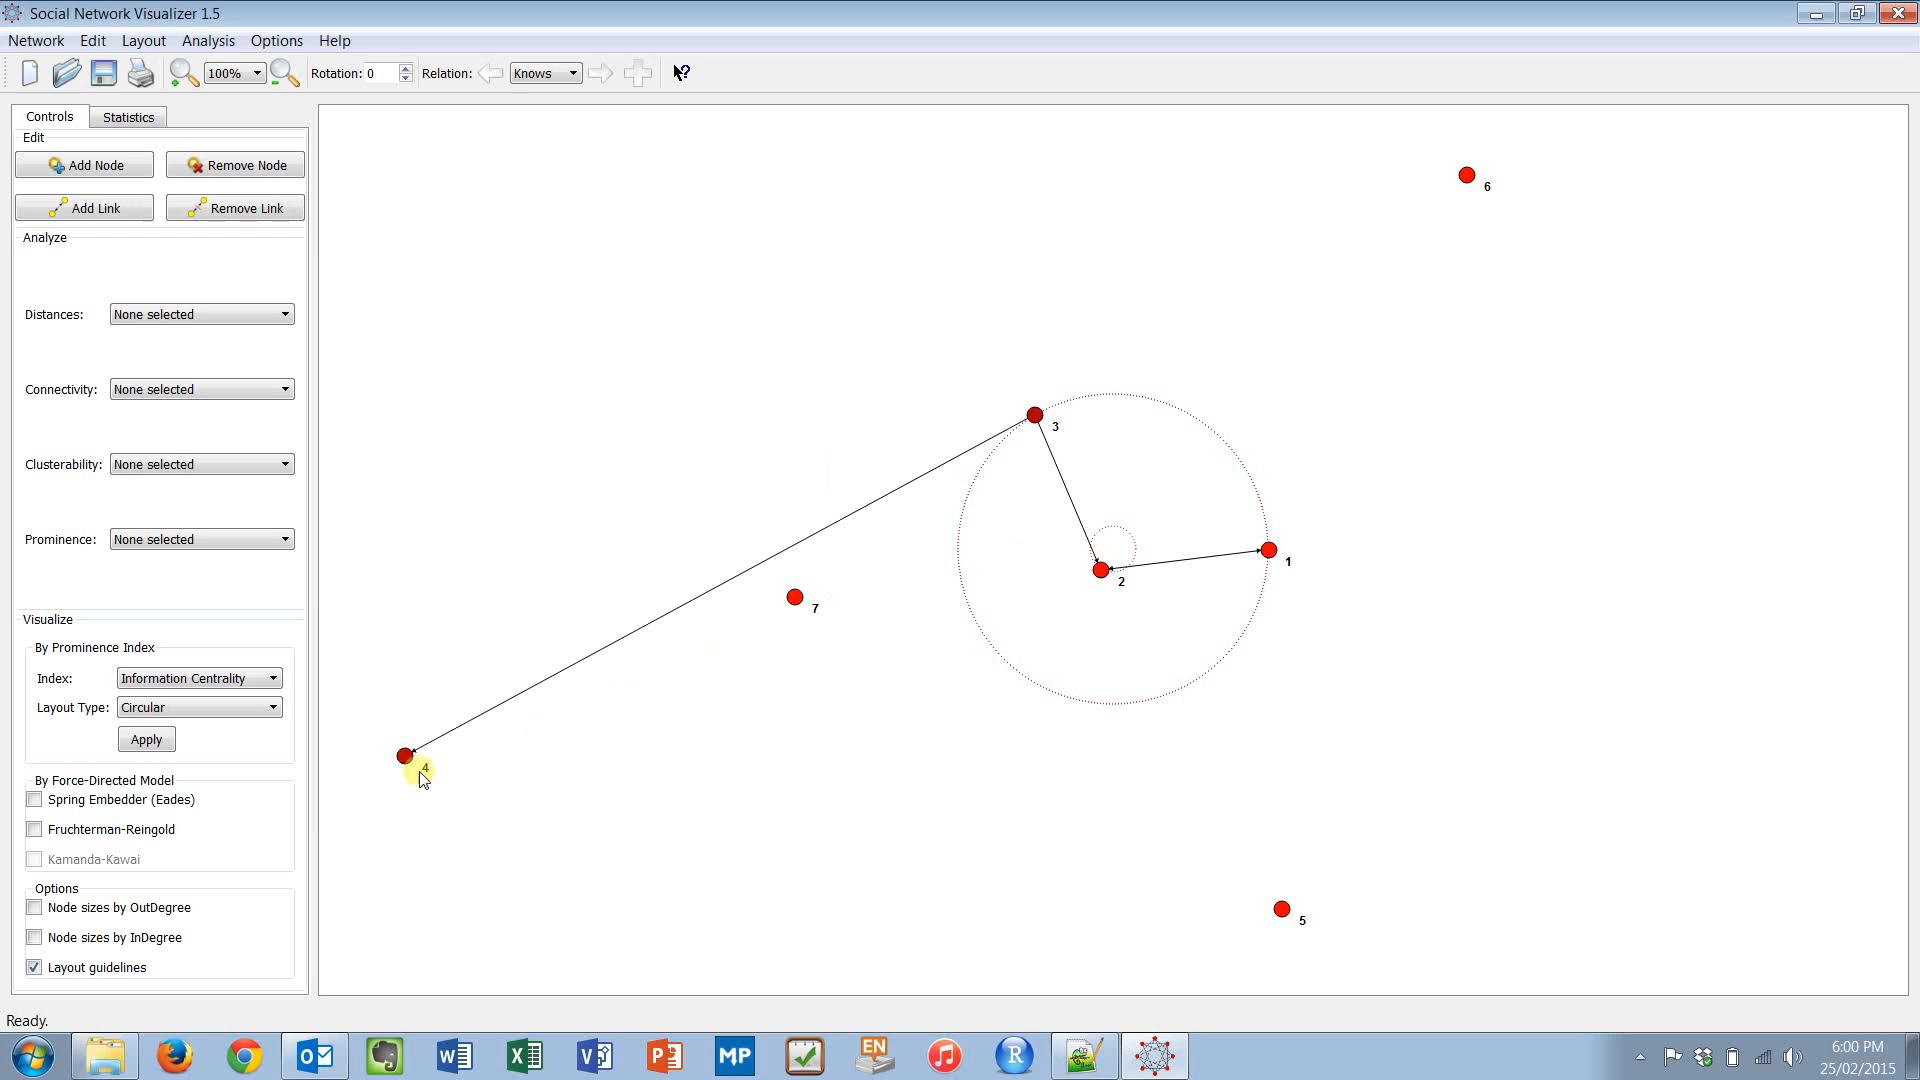 Social Network Visualizer 1.5
Network Edit Layout Analysis Options Help
100% Rotation: 0 Relation: Knows
Controls Statistics
Edit
Add Node Remove Node
Add Link Remove Link
Analyze
Distances: None selected
Connectivity: None selected
Clusterability: None selected
Prominence: None selected
Visualize
By Prominence Index
Index: Information Centrality
Layout Type: Circular
Apply
By Force-Directed Model
Spring Embedder (Eades)
Fruchterman-Reingold
Kamanda-Kawai
Options
Node sizes by OutDegree
Node sizes by InDegree
Layout guidelines
6
3
1
2
7
4
5
Ready.
EN
MP
R
6:00 PM
25/02/2015